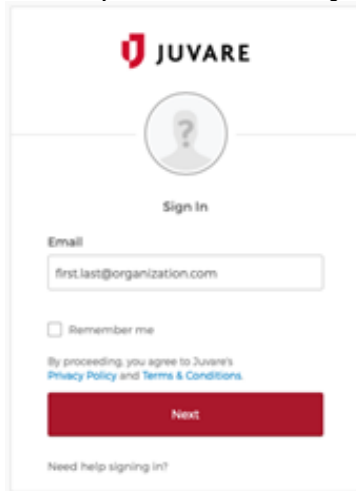 JUVARE
?
Sign In
Email
first.last@organization.com
Remember me
By proceeding, you agree to Juvare's
Privacy Policy and Terms & Conditions.
Next
Need help signing in?